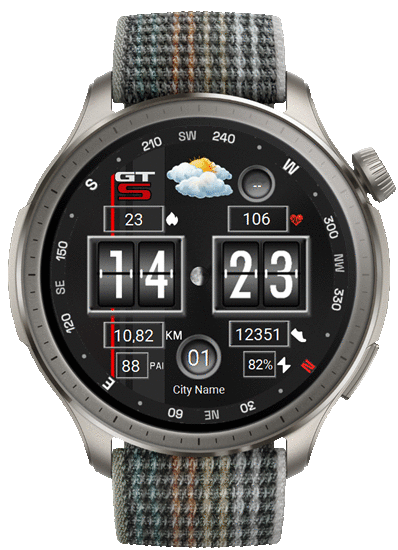 210 SW 240
S
W
GT
S
--
23
106
150
300
SE
NW
14
23
120
330
10,82 KM
12351
88 PAI
01
82%
E
N
City Name
60 NE 30